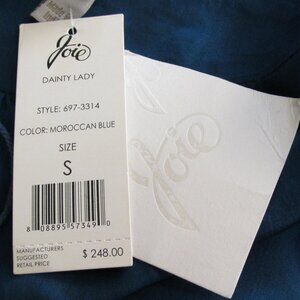 Joie
DAINTY LADY
STYLE: 697-3314
COLOR: MOROCCAN BLUE
SIZE
S
8 08895 57349 0
MANUFACTURERS
SUGGESTED
RETAIL PRICE
$ 248.00
Joie